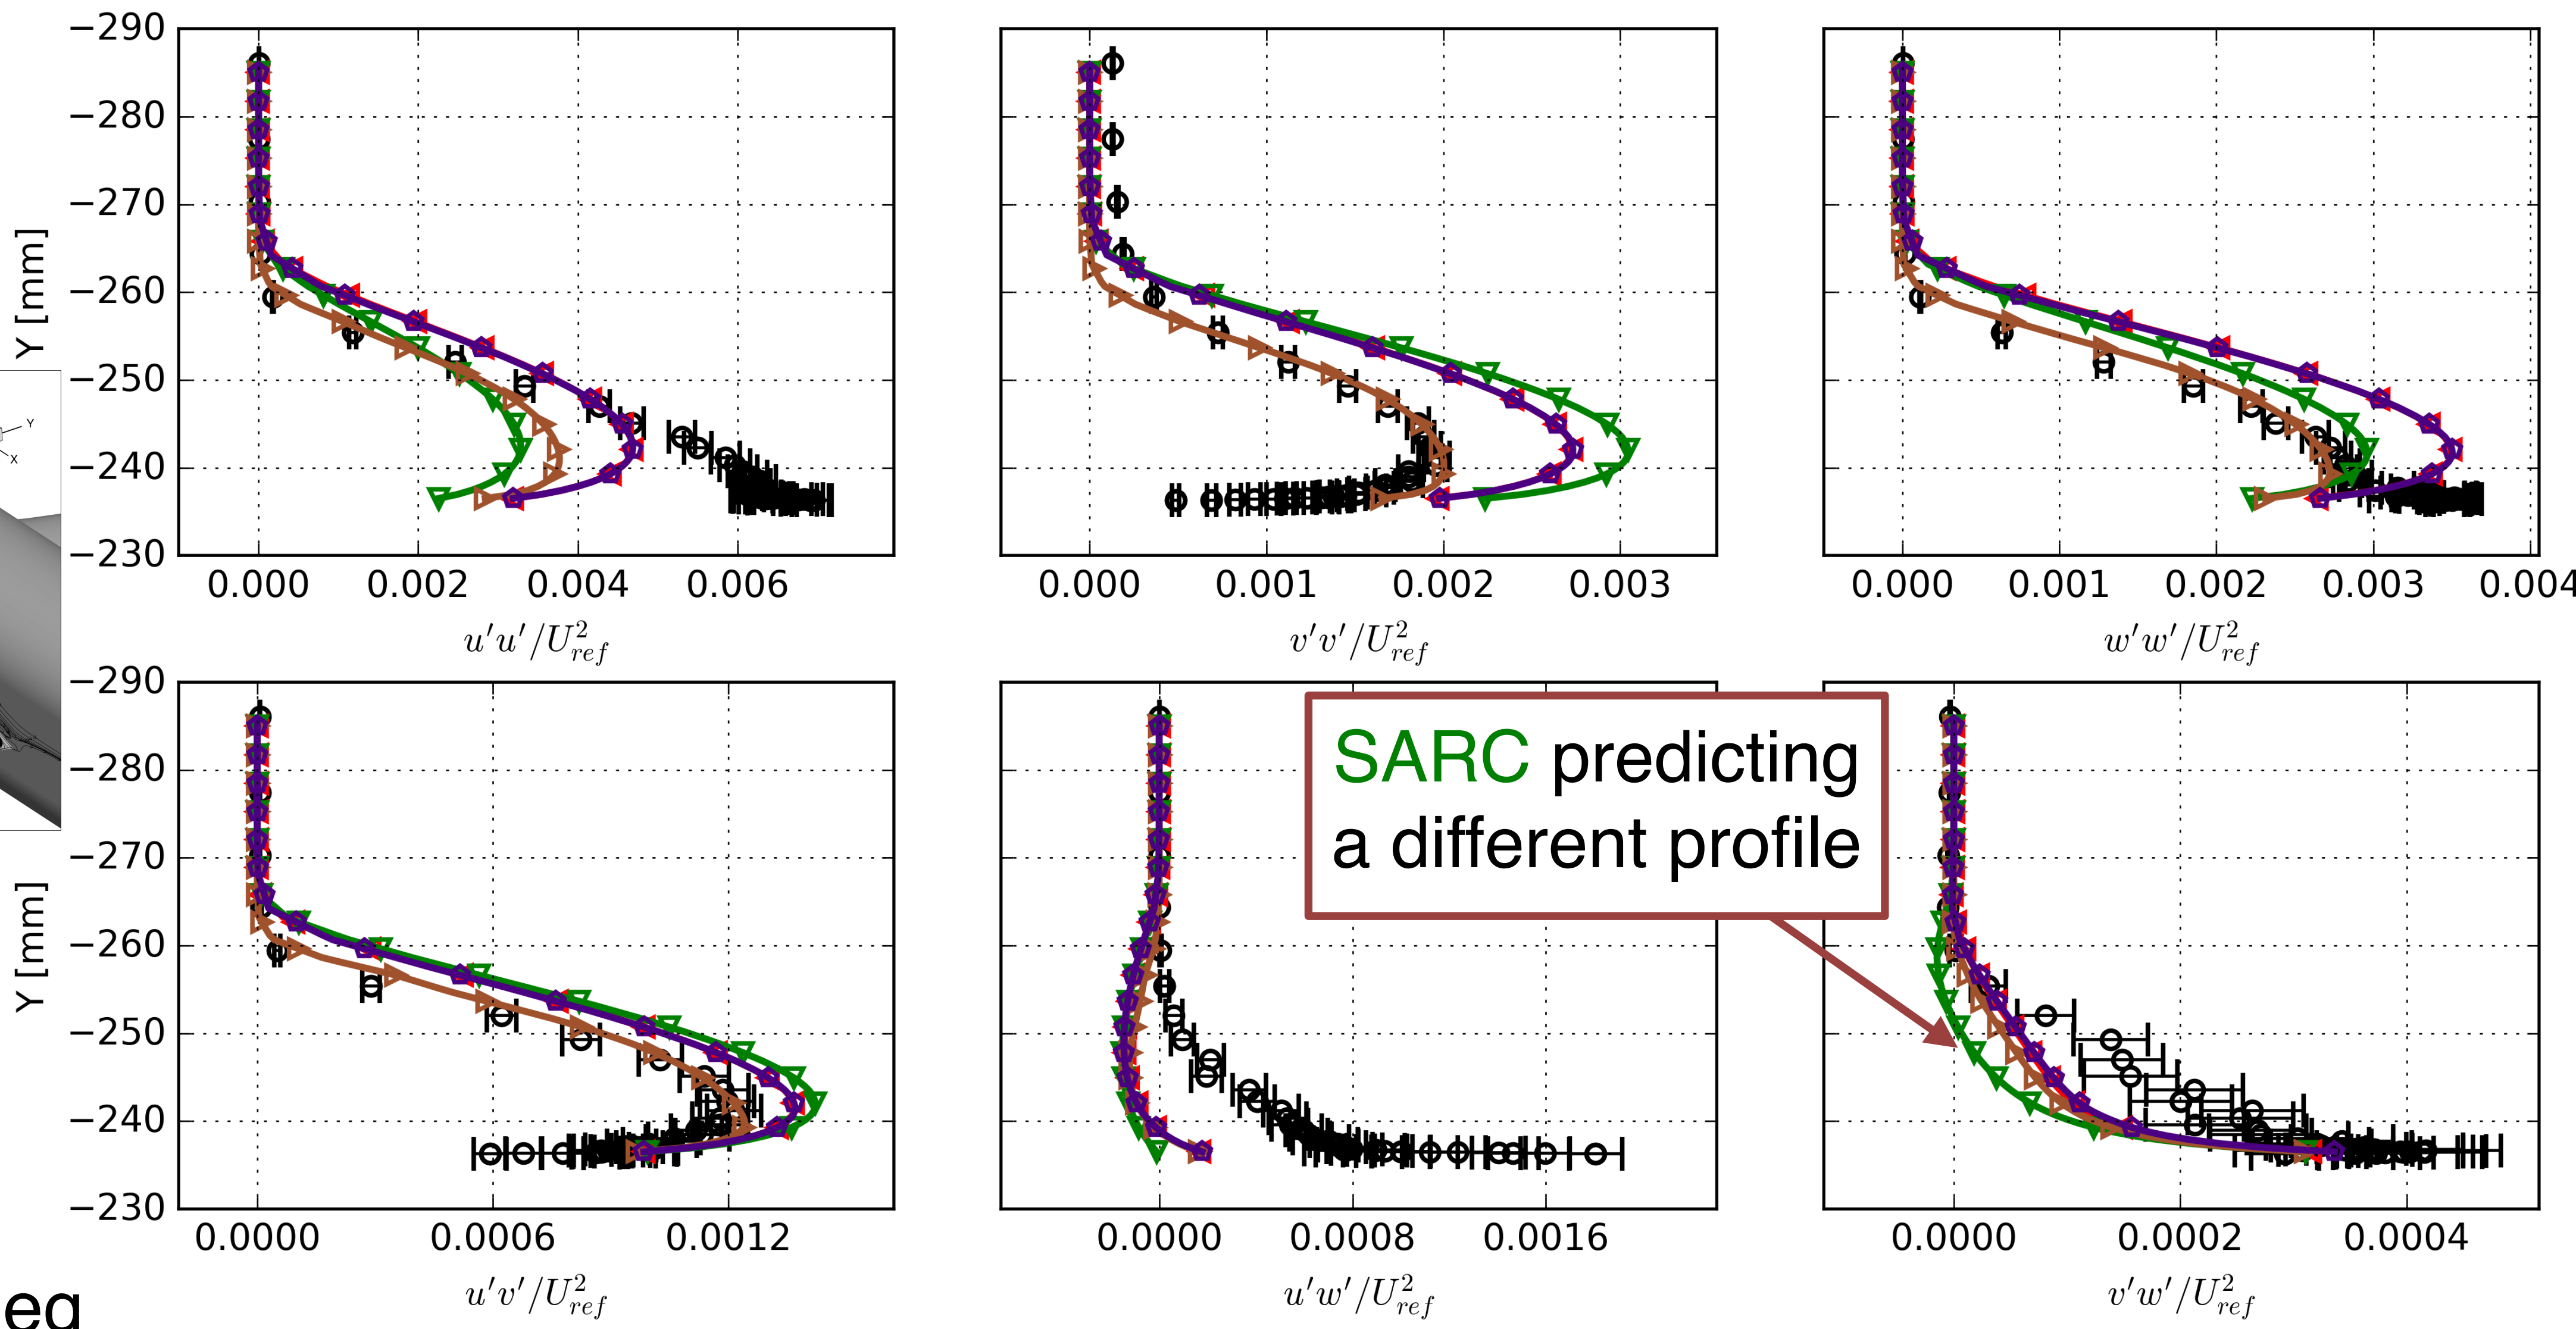 −290
−280
−270
−260
−250
−240
−230
Y [mm]
0.000 0.002 0.004 0.006
u′u′/U²ref
0.000 0.001 0.002 0.003
v′v′/U²ref
0.000 0.001 0.002 0.003 0.004
w′w′/U²ref
Y
X
−290
−280
−270
−260
−250
−240
−230
Y [mm]
SARC predicting
a different profile
0.0000 0.0006 0.0012
u′v′/U²ref
0.0000 0.0008 0.0016
u′w′/U²ref
0.0000 0.0002 0.0004
v′w′/U²ref